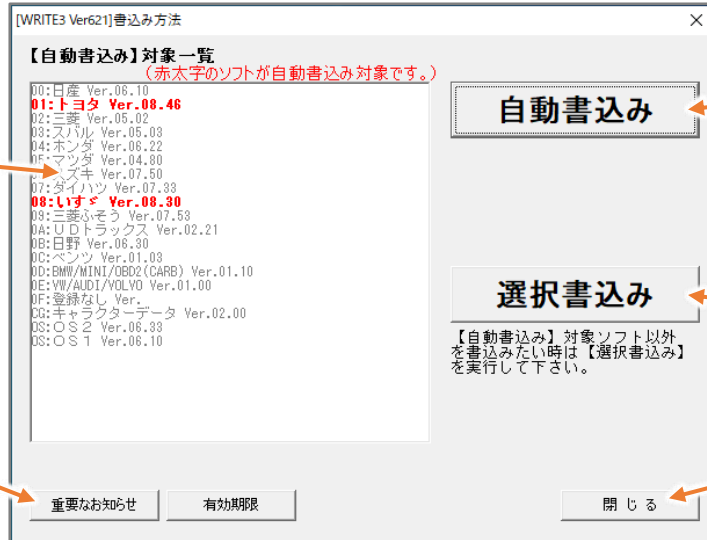 [WRITE3 Ver621]書込み方法
【自動書込み】対象一覧
（赤太字のソフトが自動書込み対象です。）
00:日産 Ver.06.10
01:トヨタ Ver.08.46
02:三菱 Ver.05.02
03:スバル Ver.05.03
04:ホンダ Ver.06.22
05:マツダ Ver.04.80
スズキ Ver.07.50
07:ダイハツ Ver.07.33
08:いすゞ Ver.08.30
09:三菱ふそう Ver.07.53
0A:ＵＤトラックス Ver.02.21
0B:日野 Ver.06.30
0C:ベンツ Ver.01.03
0D:BMW/MINI/OBD2(CARB) Ver.01.10
0E:VW/AUDI/VOLVO Ver.01.00
0F:登録なし Ver.
CG:キャラクターデータ Ver.02.00
OS:ＯＳ２ Ver.06.33
OS:ＯＳ１ Ver.06.10
自動書込み
選択書込み
【自動書込み】対象ソフト以外
を書込みたい時は【選択書込み】
を実行して下さい。
重要なお知らせ
有効期限
閉じる